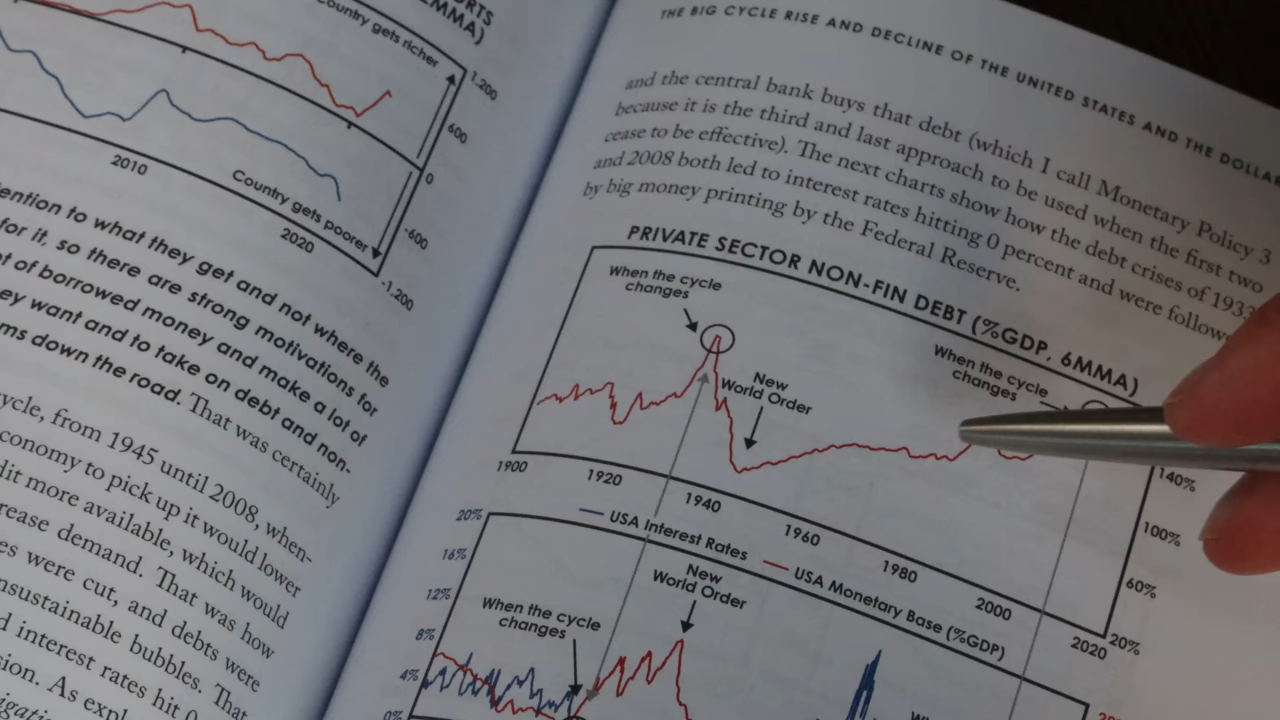 ORTS
MMA)
Country gets richer
1,200
600
0
-600
-1,200
2010
2020
Country gets poorer
ention to what they get and not where the
for it, so there are strong motivations for
ot of borrowed money and make a lot of
ey want and to take on debt and non-
ms down the road. That was certainly
ycle, from 1945 until 2008, when-
conomy to pick up it would lower
dit more available, which would
rease demand. That was how
es were cut, and debts were
nsustainable bubbles. That
d interest rates hit 0
sion. As expl
THE BIG CYCLE RISE AND DECLINE OF THE UNITED STATES AND THE DOLLAR
and the central bank buys that debt (which I call Monetary Policy 3
because it is the third and last approach to be used when the first two
cease to be effective). The next charts show how the debt crises of 1933
and 2008 both led to interest rates hitting 0 percent and were follow
by big money printing by the Federal Reserve.
PRIVATE SECTOR NON-FIN DEBT (%GDP, 6MMA)
When the cycle
changes
New
World Order
When the cycle
changes
140%
100%
60%
20%
1900
1920
1940
1960
1980
2000
2020
USA Interest Rates
USA Monetary Base (%GDP)
20%
16%
12%
8%
4%
0%
When the cycle
changes
New
World Order